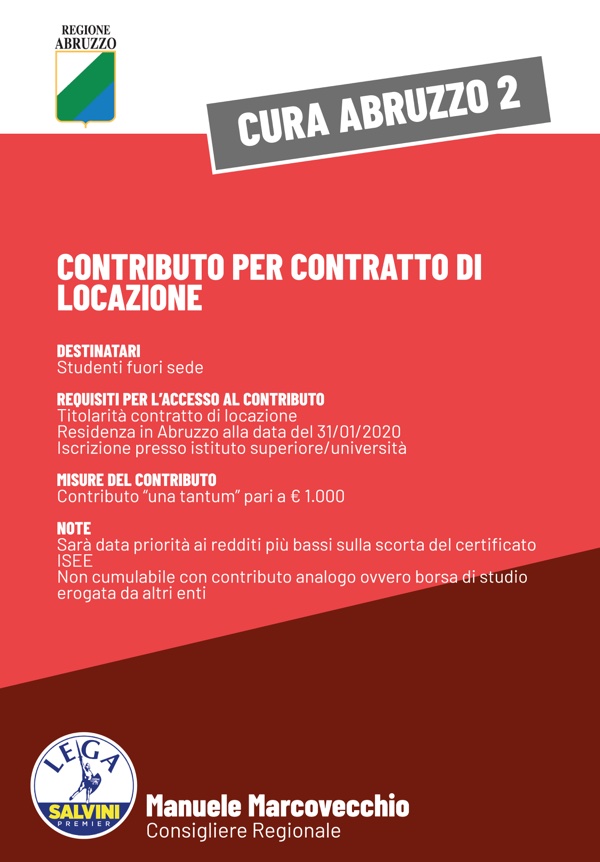 REGIONE
ABRUZZO
CURA ABRUZZO 2
CONTRIBUTO PER CONTRATTO DI
LOCAZIONE
DESTINATARI
Studenti fuori sede
REQUISITI PER L'ACCESSO AL CONTRIBUTO
Titolarità contratto di locazione
Residenza in Abruzzo alla data del 31/01/2020
Iscrizione presso istituto superiore/università
MISURE DEL CONTRIBUTO
Contributo "una tantum" pari a € 1.000
NOTE
Sarà data priorità ai redditi più bassi sulla scorta del certificato
ISEE
Non cumulabile con contributo analogo ovvero borsa di studio
erogata da altri enti
LEGA
SALVINI
PREMIER
Manuele Marcovecchio
Consigliere Regionale